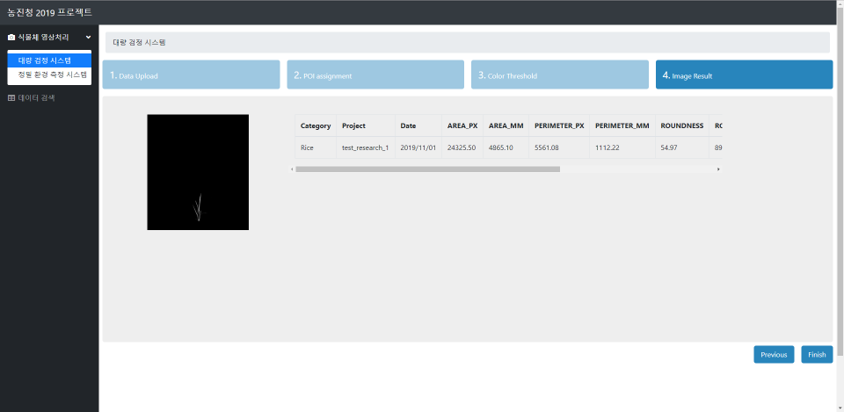 농진청 2019 프로젝트
식물체 영상처리
대량 검정 시스템
정밀 환경 측정 시스템
데이터 검색
대량 검정 시스템
1. Data Upload
2. POI assignment
3. Color Threshold
4. Image Result
Category Project Date AREA_PX AREA_MM PERIMETER_PX PERIMETER_MM ROUNDNESS RC
Rice test_research_1 2019/11/01 24325.50 4865.10 5561.08 1112.22 54.97 89
Previous Finish